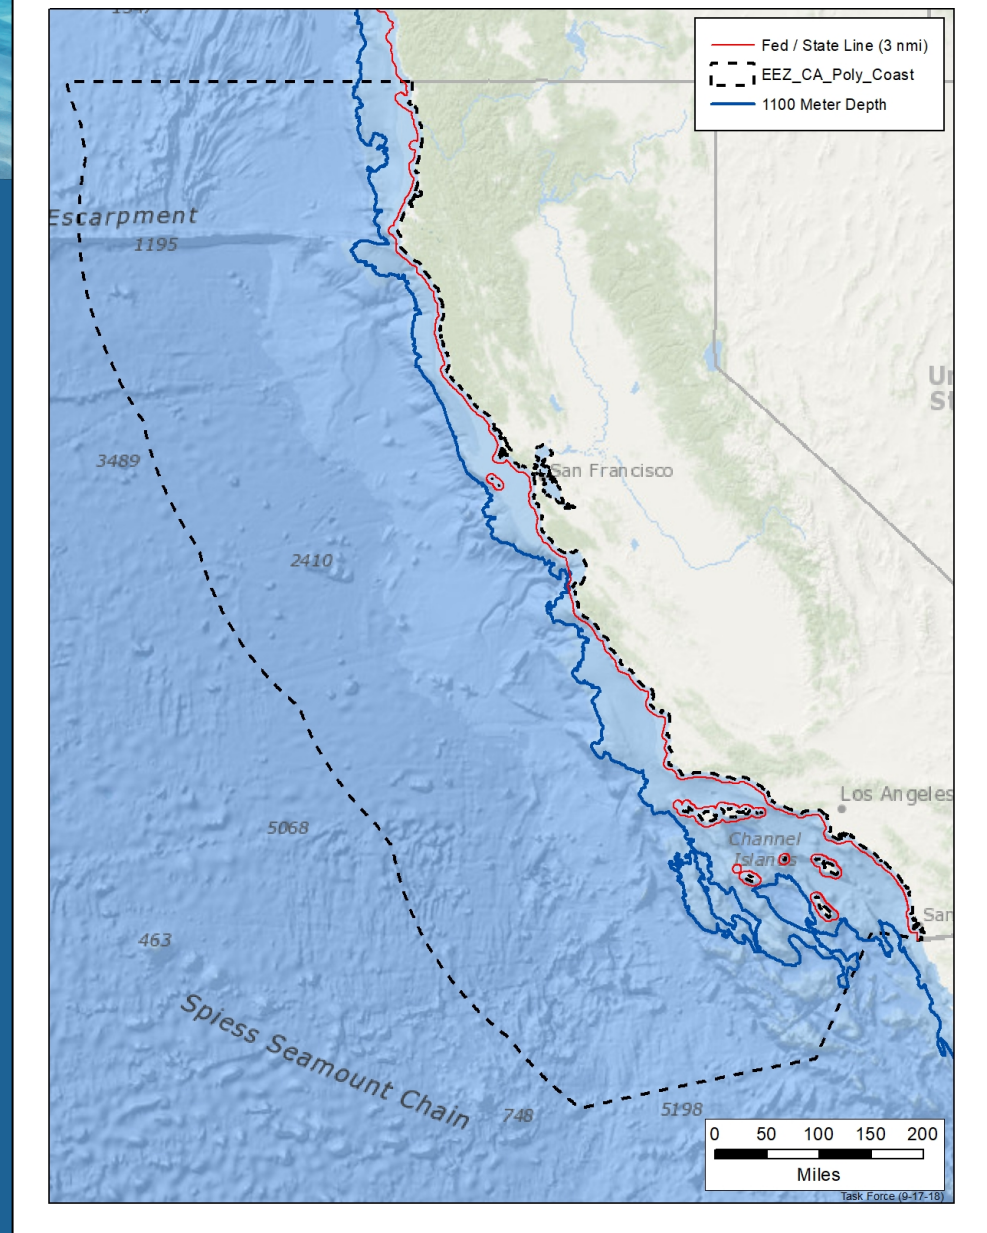 Fed / State Line (3 nmi)
EEZ_CA_Poly_Coast
1100 Meter Depth
Escarpment
1195
3489
San Francisco
2410
Los Angeles
5068
Channel
Islands
San
463
Spiess Seamount Chain
748
5198
0 50 100 150 200
Miles
Task Force (9-17-18)